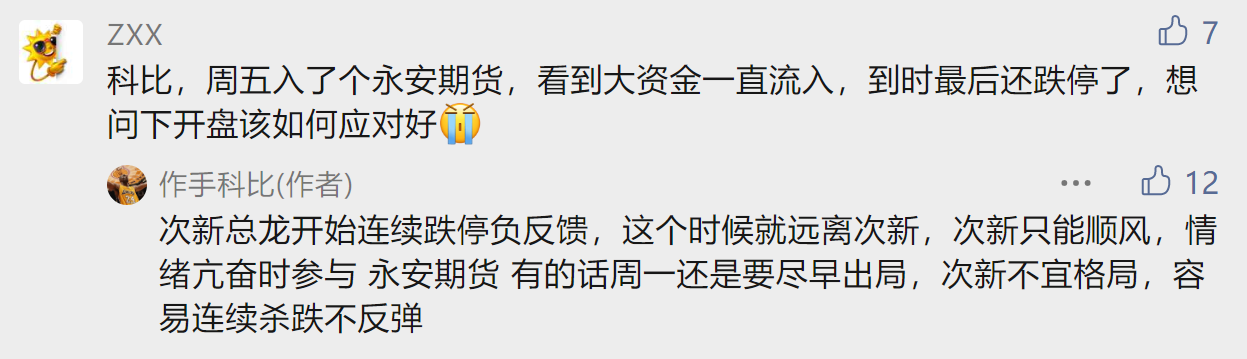 ZXX
7
科比，周五入了个永安期货，看到大资金一直流入，到时最后还跌停了，想
问下开盘该如何应对好😭
作手科比(作者)
12
次新总龙开始连续跌停负反馈，这个时候就远离次新，次新只能顺风，情
绪亢奋时参与 永安期货 有的话周一还是要尽早出局，次新不宜格局，容
易连续杀跌不反弹